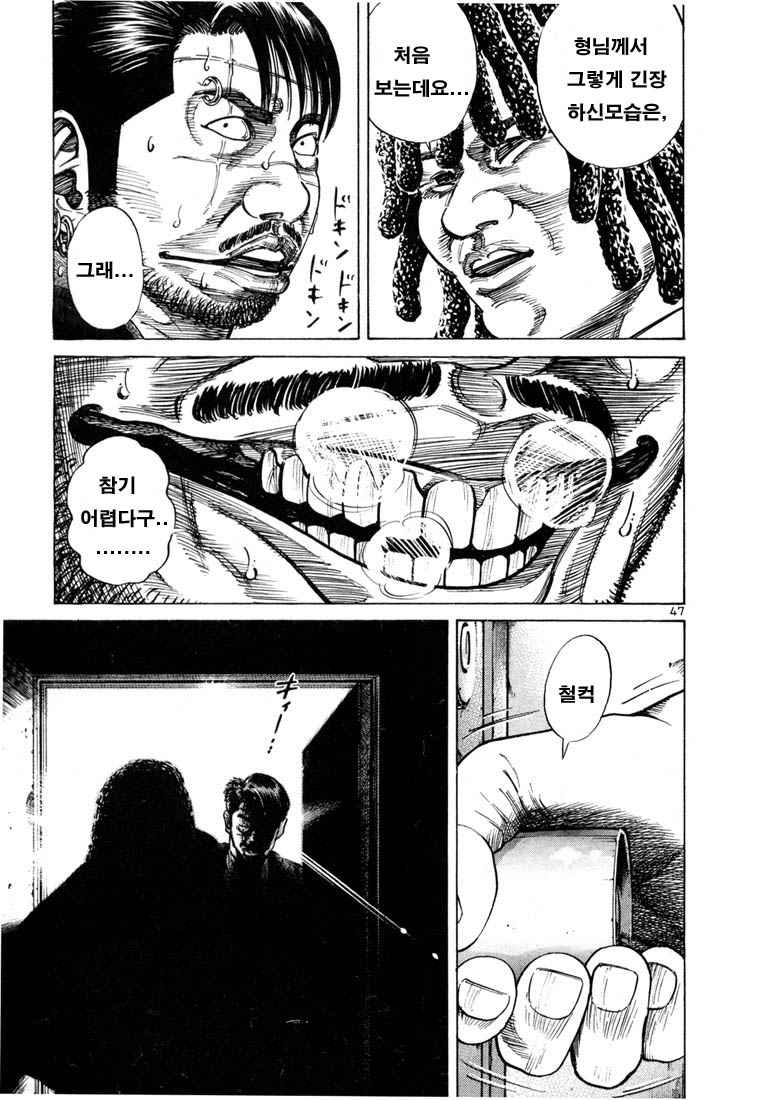 형님께서
그렇게 긴장
하신모습은,
처음
보는데요...
그래...
ドキン
ドキン
ドキン
참기
어렵다구..
........
47
철컥
ギィー…